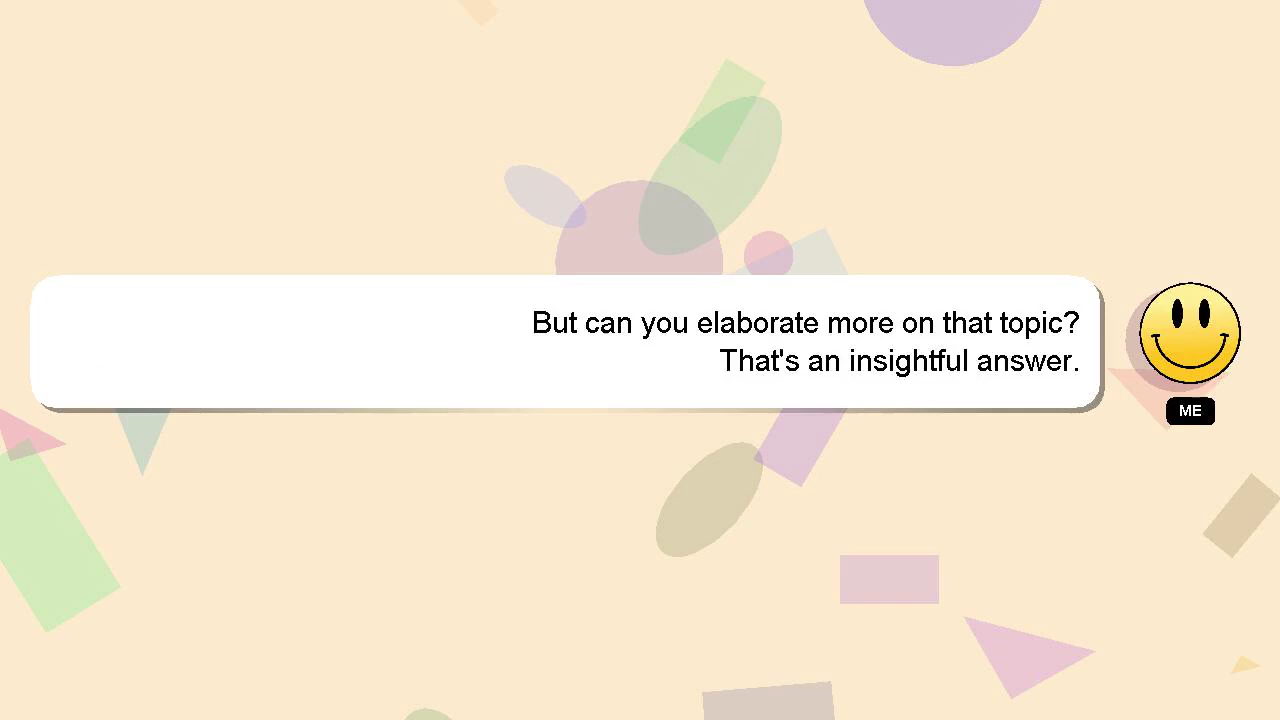 But can you elaborate more on that topic?
That's an insightful answer.
ME